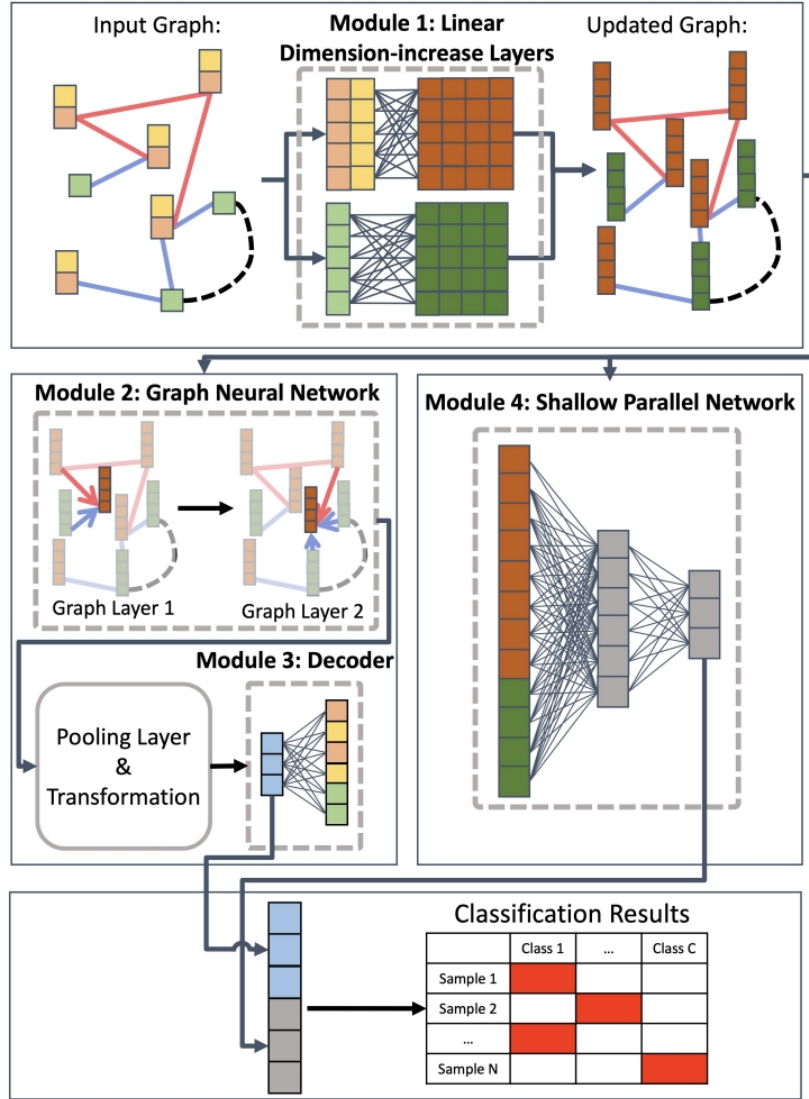 Input Graph:
Module 1: Linear
Dimension-increase Layers
Updated Graph:
Module 2: Graph Neural Network
Graph Layer 1
Graph Layer 2
Module 3: Decoder
Pooling Layer
&
Transformation
Module 4: Shallow Parallel Network
Classification Results
Class 1 ... Class C
Sample 1
Sample 2
...
Sample N